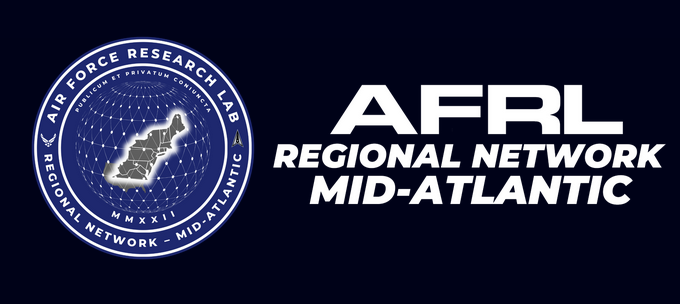 AIR FORCE RESEARCH LAB
PUBLICUM ET PRIVATUM CONIUNCTA
MMXXII
REGIONAL NETWORK – MID-ATLANTIC
AFRL
REGIONAL NETWORK
MID-ATLANTIC